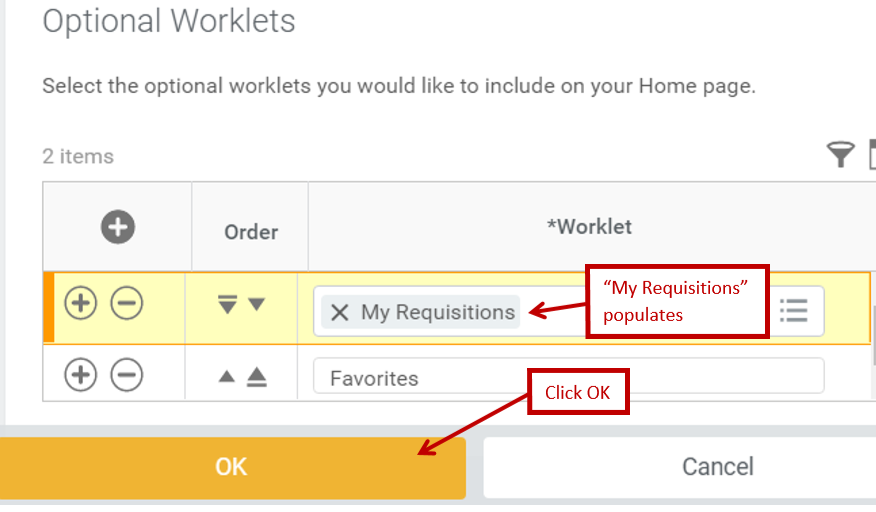 Optional Worklets
Select the optional worklets you would like to include on your Home page.
2 items
Order
*Worklet
My Requisitions
“My Requisitions”
populates
Favorites
Click OK
OK
Cancel